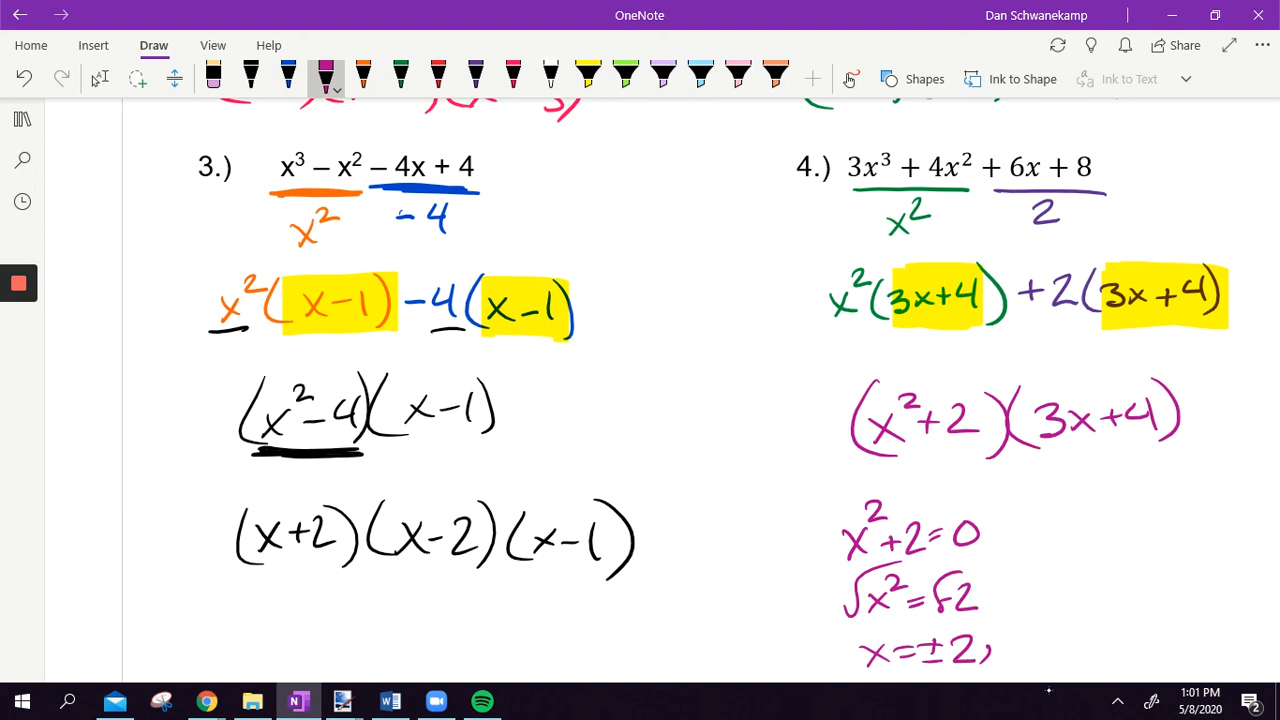 OneNote
Dan Schwanekamp
Home Insert Draw View Help
Share
Shapes Ink to Shape Ink to Text
3.) x³ – x² – 4x + 4
x² -4
x²(x-1) -4(x-1)
(x²-4)(x-1)
(x+2)(x-2)(x-1)
4.) 3x³ + 4x² + 6x + 8
x² 2
x²(3x+4) +2(3x+4)
(x²+2)(3x+4)
x²+2=0
√x²=√-2
x=±2,
1:01 PM
5/8/2020
2